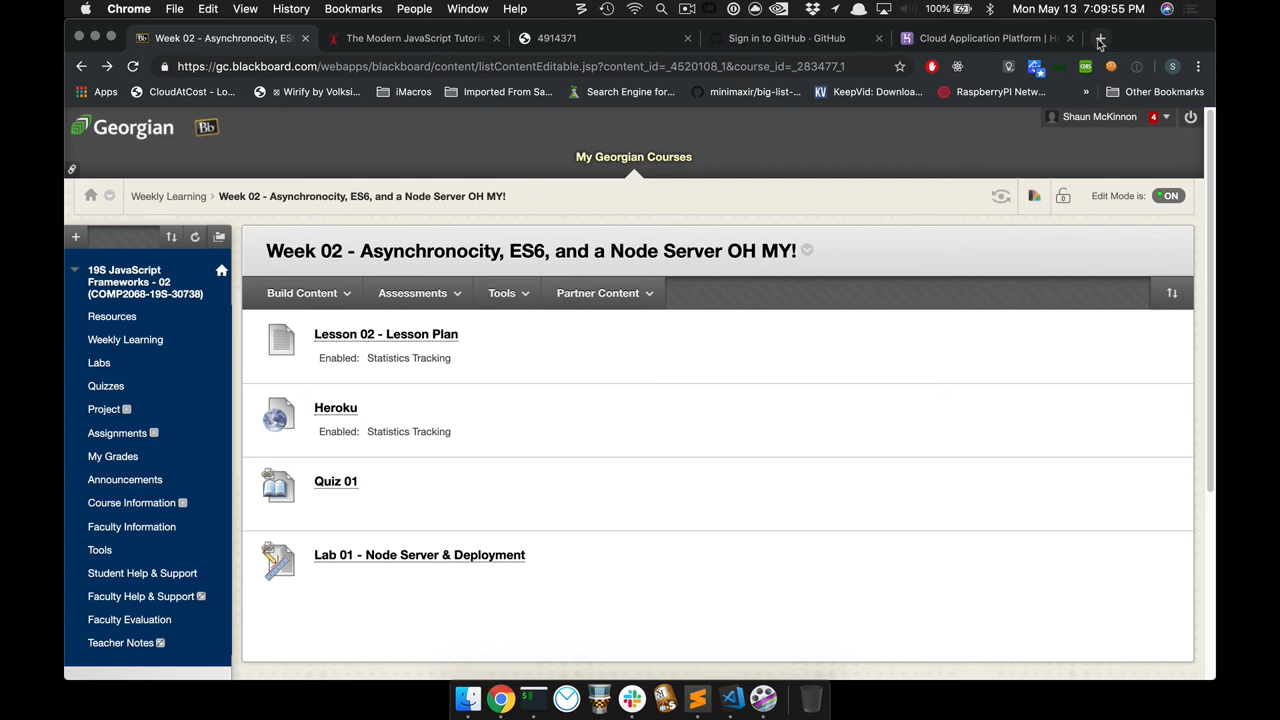 Chrome File Edit View History Bookmarks People Window Help 100% Mon May 13 7:09:55 PM
Week 02 - Asynchronocity, ES6 The Modern JavaScript Tutoria 4914371 Sign in to GitHub · GitHub Cloud Application Platform | He
https://gc.blackboard.com/webapps/blackboard/content/listContentEditable.jsp?content_id=_4520108_1&course_id=_283477_1
Apps CloudAtCost - Lo... Wirify by Volksi... iMacros Imported From Sa... Search Engine for... minimaxir/big-list-... KeepVid: Downloa... RaspberryPI Netw... » Other Bookmarks
Georgian Bb Shaun McKinnon 4
My Georgian Courses
Weekly Learning > Week 02 - Asynchronocity, ES6, and a Node Server OH MY! Edit Mode is: ON
19S JavaScript
Frameworks - 02
(COMP2068-19S-30738)
Resources
Weekly Learning
Labs
Quizzes
Project
Assignments
My Grades
Announcements
Course Information
Faculty Information
Tools
Student Help & Support
Faculty Help & Support
Faculty Evaluation
Teacher Notes
Week 02 - Asynchronocity, ES6, and a Node Server OH MY!
Build Content Assessments Tools Partner Content
Lesson 02 - Lesson Plan
Enabled: Statistics Tracking
Heroku
Enabled: Statistics Tracking
Quiz 01
Lab 01 - Node Server & Deployment